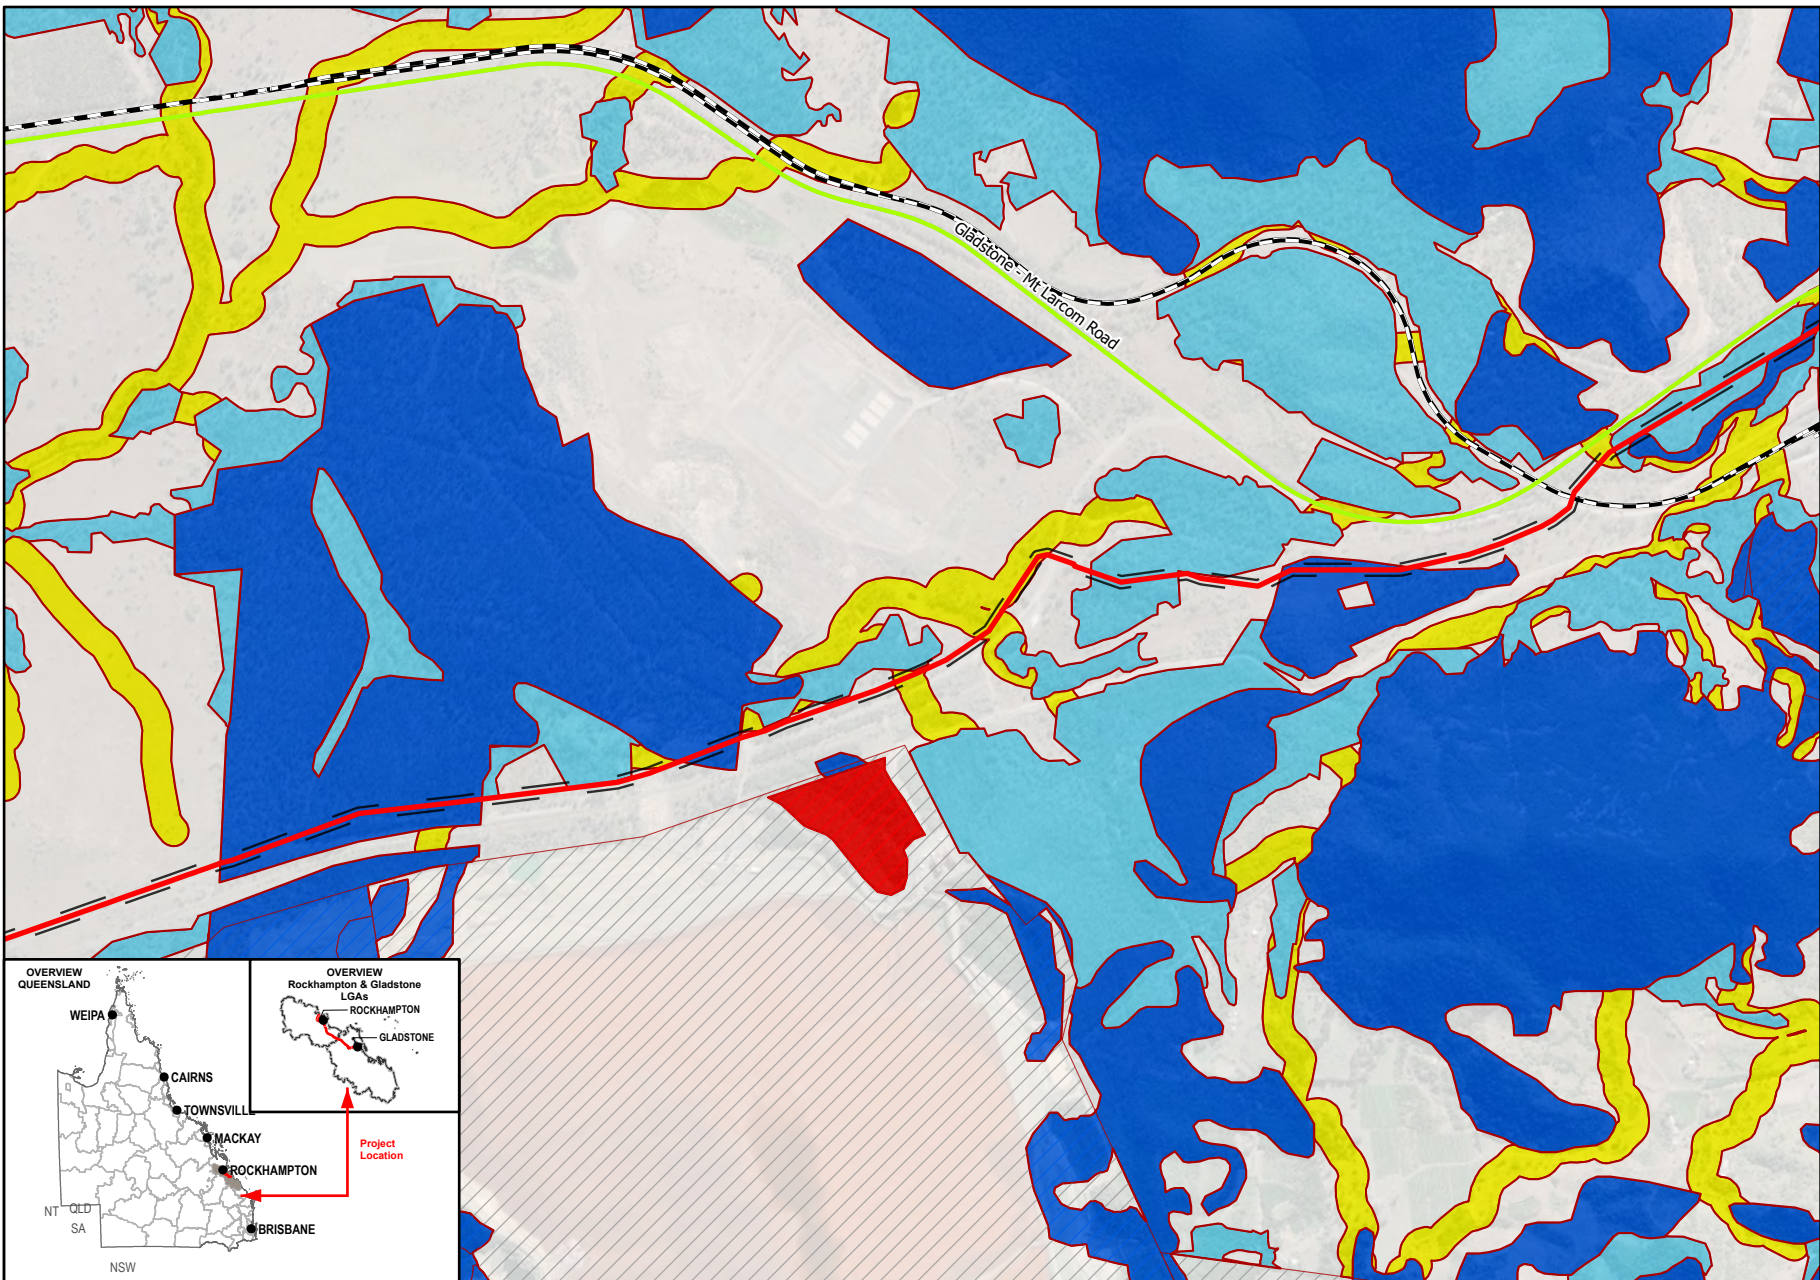 Gladstone - Mt Larcom Road
OVERVIEW
QUEENSLAND
WEIPA
CAIRNS
TOWNSVILLE
MACKAY
ROCKHAMPTON
BRISBANE
NT
QLD
SA
NSW
OVERVIEW
Rockhampton & Gladstone
LGAs
ROCKHAMPTON
GLADSTONE
Project
Location